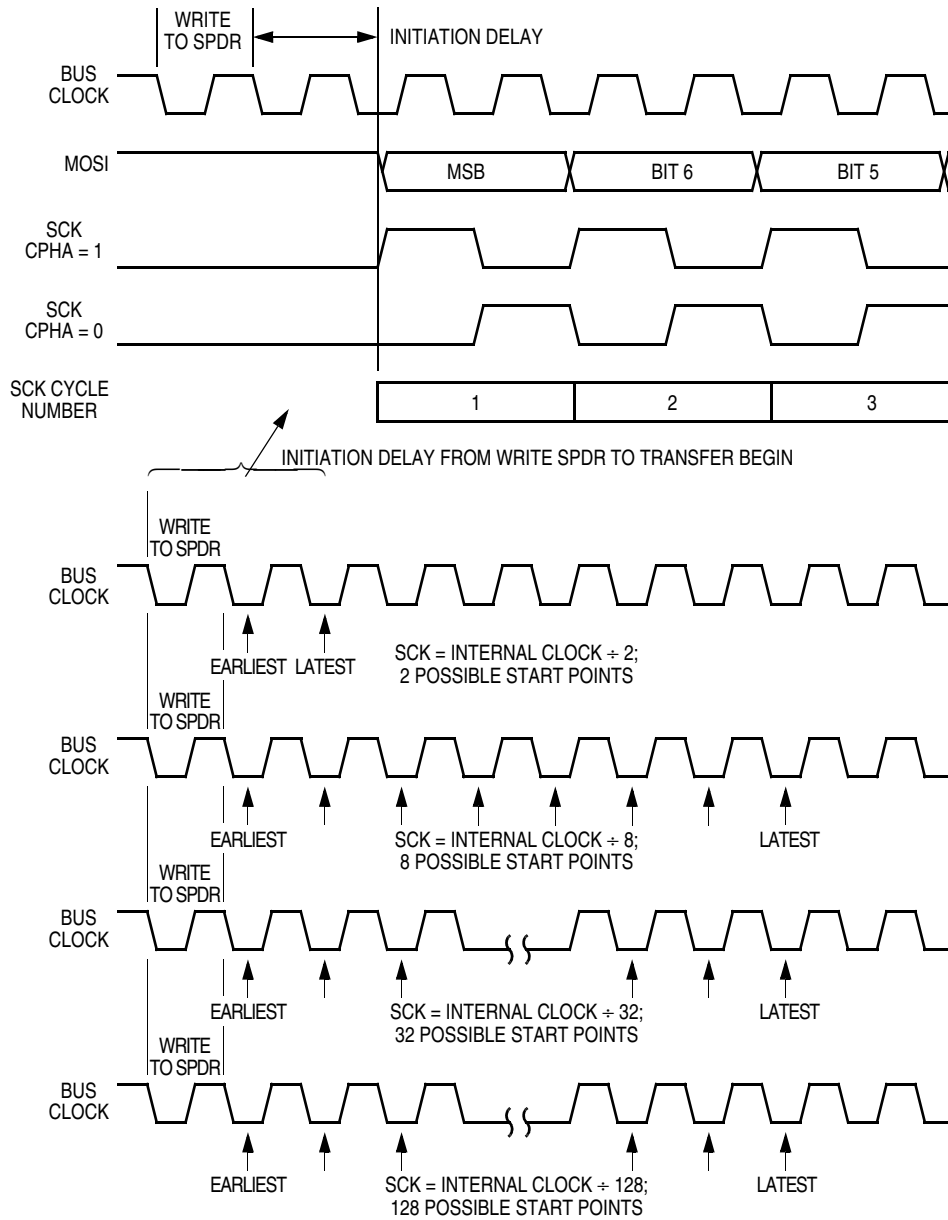 WRITE
TO SPDR
INITIATION DELAY
BUS
CLOCK
MOSI
MSB
BIT 6
BIT 5
SCK
CPHA = 1
SCK
CPHA = 0
SCK CYCLE
NUMBER
1
2
3
INITIATION DELAY FROM WRITE SPDR TO TRANSFER BEGIN
WRITE
TO SPDR
BUS
CLOCK
EARLIEST
LATEST
SCK = INTERNAL CLOCK ÷ 2;
2 POSSIBLE START POINTS
WRITE
TO SPDR
BUS
CLOCK
EARLIEST
SCK = INTERNAL CLOCK ÷ 8;
8 POSSIBLE START POINTS
LATEST
WRITE
TO SPDR
BUS
CLOCK
EARLIEST
SCK = INTERNAL CLOCK ÷ 32;
32 POSSIBLE START POINTS
LATEST
WRITE
TO SPDR
BUS
CLOCK
EARLIEST
SCK = INTERNAL CLOCK ÷ 128;
128 POSSIBLE START POINTS
LATEST